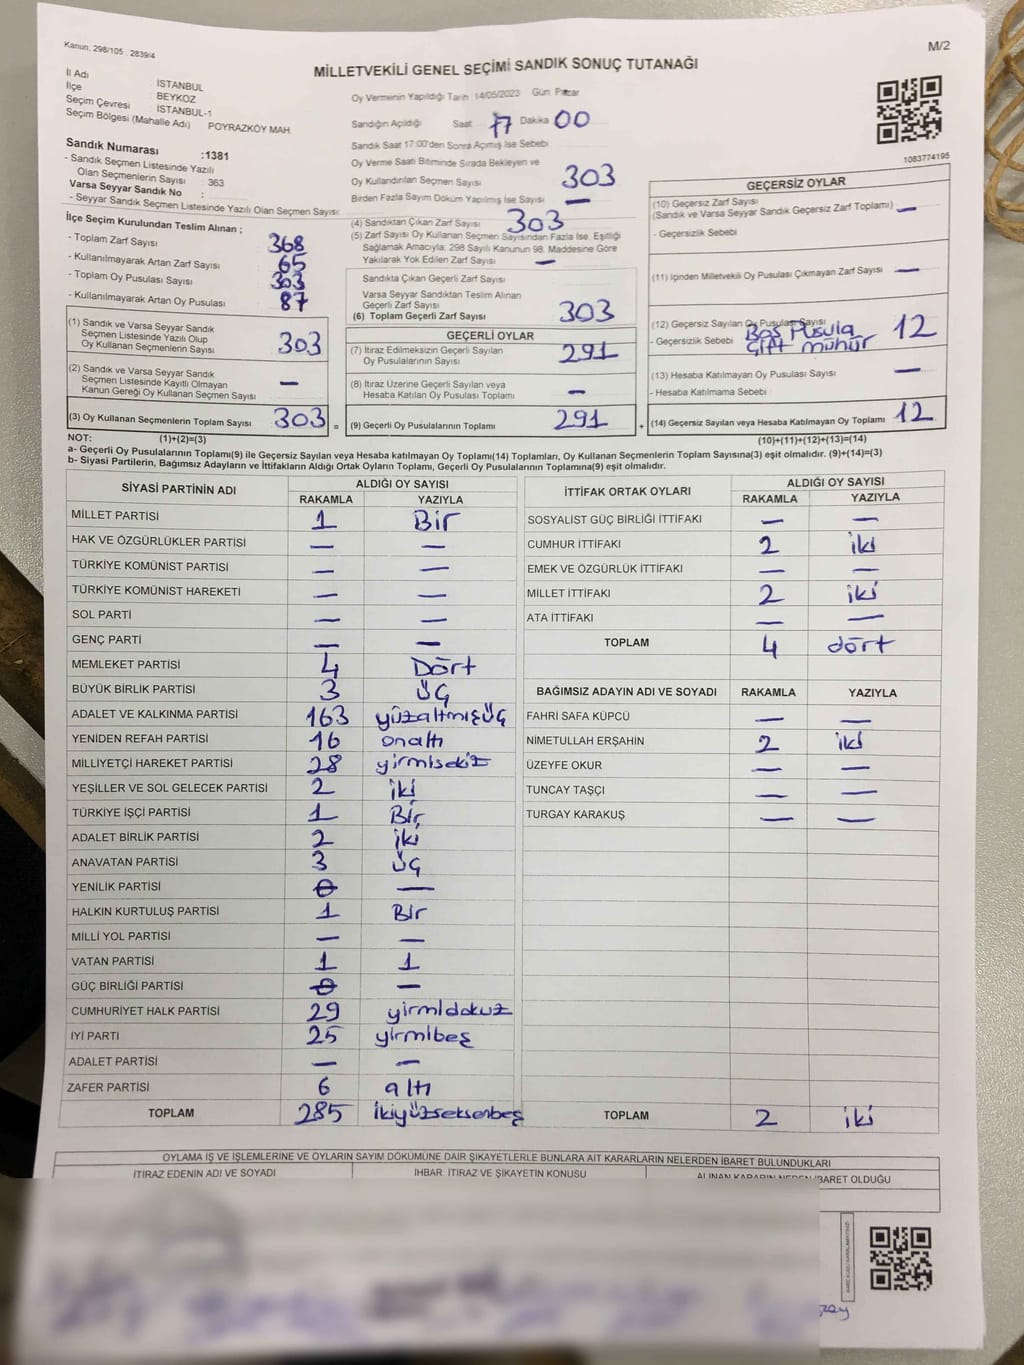 Kanun. 298/105 . 2839/4
M/2
MİLLETVEKİLİ GENEL SEÇİMİ SANDIK SONUÇ TUTANAĞI
İl Adı : İSTANBUL
İlçe : BEYKOZ
Seçim Çevresi : İSTANBUL-1
Seçim Bölgesi (Mahalle Adı) : POYRAZKÖY MAH.
Sandık Numarası :1381
- Sandık Seçmen Listesinde Yazılı
Olan Seçmenlerin Sayısı : 363
Varsa Seyyar Sandık No :
- Seyyar Sandık Seçmen Listesinde Yazılı Olan Seçmen Sayısı:
İlçe Seçim Kurulundan Teslim Alınan ;
- Toplam Zarf Sayısı : 368
- Kullanılmayarak Artan Zarf Sayısı : 65
- Toplam Oy Pusulası Sayısı : 303
- Kullanılmayarak Artan Oy Pusulası : 87
(1) Sandık ve Varsa Seyyar Sandık
Seçmen Listesinde Yazılı Olup
Oy Kullanan Seçmenlerin Sayısı 303
(2) Sandık ve Varsa Seyyar Sandık
Seçmen Listesinde Kayıtlı Olmayan
Kanun Gereği Oy Kullanan Seçmen Sayısı —
(3) Oy Kullanan Seçmenlerin Toplam Sayısı 303 =
Oy Vermenin Yapıldığı Tarih 14/05/2023 Gün Pazar
Sandığın Açıldığı Saat 17 Dakika 00
Sandık Saat 17:00'den Sonra Açılmış İse Sebebi
Oy Verme Saati Bitiminde Sırada Bekleyen ve
Oy Kullandırılan Seçmen Sayısı 303
Birden Fazla Sayım Döküm Yapılmış İse Sayısı —
(4) Sandıktan Çıkan Zarf Sayısı 303
(5) Zarf Sayısı Oy Kullanan Seçmen Sayısından Fazla İse, Eşitliği
Sağlamak Amacıyla; 298 Sayılı Kanunun 98. Maddesine Göre
Yakılarak Yok Edilen Zarf Sayısı —
Sandıkta Çıkan Geçerli Zarf Sayısı
Varsa Seyyar Sandıktan Teslim Alınan
Geçerli Zarf Sayısı
(6) Toplam Geçerli Zarf Sayısı 303
GEÇERLİ OYLAR
(7) İtiraz Edilmeksizin Geçerli Sayılan
Oy Pusulalarının Sayısı 291
(8) İtiraz Üzerine Geçerli Sayılan veya
Hesaba Katılan Oy Pusulası Toplamı —
(9) Geçerli Oy Pusulalarının Toplamı 291 +
1083774195
GEÇERSİZ OYLAR
(10) Geçersiz Zarf Sayısı
(Sandık ve Varsa Seyyar Sandık Geçersiz Zarf Toplamı) —
- Geçersizlik Sebebi
(11) İçinden Milletvekili Oy Pusulası Çıkmayan Zarf Sayısı —
(12) Geçersiz Sayılan Oy Pusulası Sayısı 12
- Geçersizlik Sebebi Boş Pusula
Çift mühür
(13) Hesaba Katılmayan Oy Pusulası Sayısı —
- Hesaba Katılmama Sebebi
(14) Geçersiz Sayılan veya Hesaba Katılmayan Oy Toplamı 12
NOT: (1)+(2)=(3) (10)+(11)+(12)+(13)=(14)
a- Geçerli Oy Pusulalarının Toplamı(9) ile Geçersiz Sayılan veya Hesaba katılmayan Oy Toplamı(14) Toplamları, Oy Kullanan Seçmenlerin Toplam Sayısına(3) eşit olmalıdır. (9)+(14)=(3)
b- Siyasi Partilerin, Bağımsız Adayların ve İttifakların Aldığı Ortak Oyların Toplamı, Geçerli Oy Pusulalarının Toplamına(9) eşit olmalıdır.
SİYASİ PARTİNİN ADI ALDIĞI OY SAYISI
RAKAMLA YAZIYLA
MİLLET PARTİSİ 1 Bir
HAK VE ÖZGÜRLÜKLER PARTİSİ — —
TÜRKİYE KOMÜNİST PARTİSİ — —
TÜRKİYE KOMÜNİST HAREKETİ — —
SOL PARTİ — —
GENÇ PARTİ — —
MEMLEKET PARTİSİ 4 Dört
BÜYÜK BİRLİK PARTİSİ 3 üç
ADALET VE KALKINMA PARTİSİ 163 yüzaltmışüç
YENİDEN REFAH PARTİSİ 16 onaltı
MİLLİYETÇİ HAREKET PARTİSİ 28 yirmisekiz
YEŞİLLER VE SOL GELECEK PARTİSİ 2 iki
TÜRKİYE İŞÇİ PARTİSİ 1 Bir
ADALET BİRLİK PARTİSİ 2 iki
ANAVATAN PARTİSİ 3 üç
YENİLİK PARTİSİ 0 —
HALKIN KURTULUŞ PARTİSİ 1 Bir
MİLLİ YOL PARTİSİ — —
VATAN PARTİSİ 1 1
GÜÇ BİRLİĞİ PARTİSİ 0 —
CUMHURİYET HALK PARTİSİ 29 yirmidokuz
İYİ PARTİ 25 yirmibeş
ADALET PARTİSİ — —
ZAFER PARTİSİ 6 altı
TOPLAM 285 ikiyüzseksenbeş
İTTİFAK ORTAK OYLARI ALDIĞI OY SAYISI
RAKAMLA YAZIYLA
SOSYALİST GÜÇ BİRLİĞİ İTTİFAKI — —
CUMHUR İTTİFAKI 2 iki
EMEK VE ÖZGÜRLÜK İTTİFAKI — —
MİLLET İTTİFAKI 2 iki
ATA İTTİFAKI — —
TOPLAM 4 dört
BAĞIMSIZ ADAYIN ADI VE SOYADI RAKAMLA YAZIYLA
FAHRİ SAFA KÜPCÜ — —
NİMETULLAH ERŞAHİN 2 iki
ÜZEYFE OKUR — —
TUNCAY TAŞÇI — —
TURGAY KARAKUŞ — —
TOPLAM 2 iki
OYLAMA İŞ VE İŞLEMLERİNE VE OYLARIN SAYIM DÖKÜMÜNE DAİR ŞİKAYETLERLE BUNLARA AİT KARARLARIN NELERDEN İBARET BULUNDUKLARI
İTİRAZ EDENİN ADI VE SOYADI İHBAR, İTİRAZ VE ŞİKAYETİN KONUSU ALINAN KARARIN NEDEN İBARET OLDUĞU